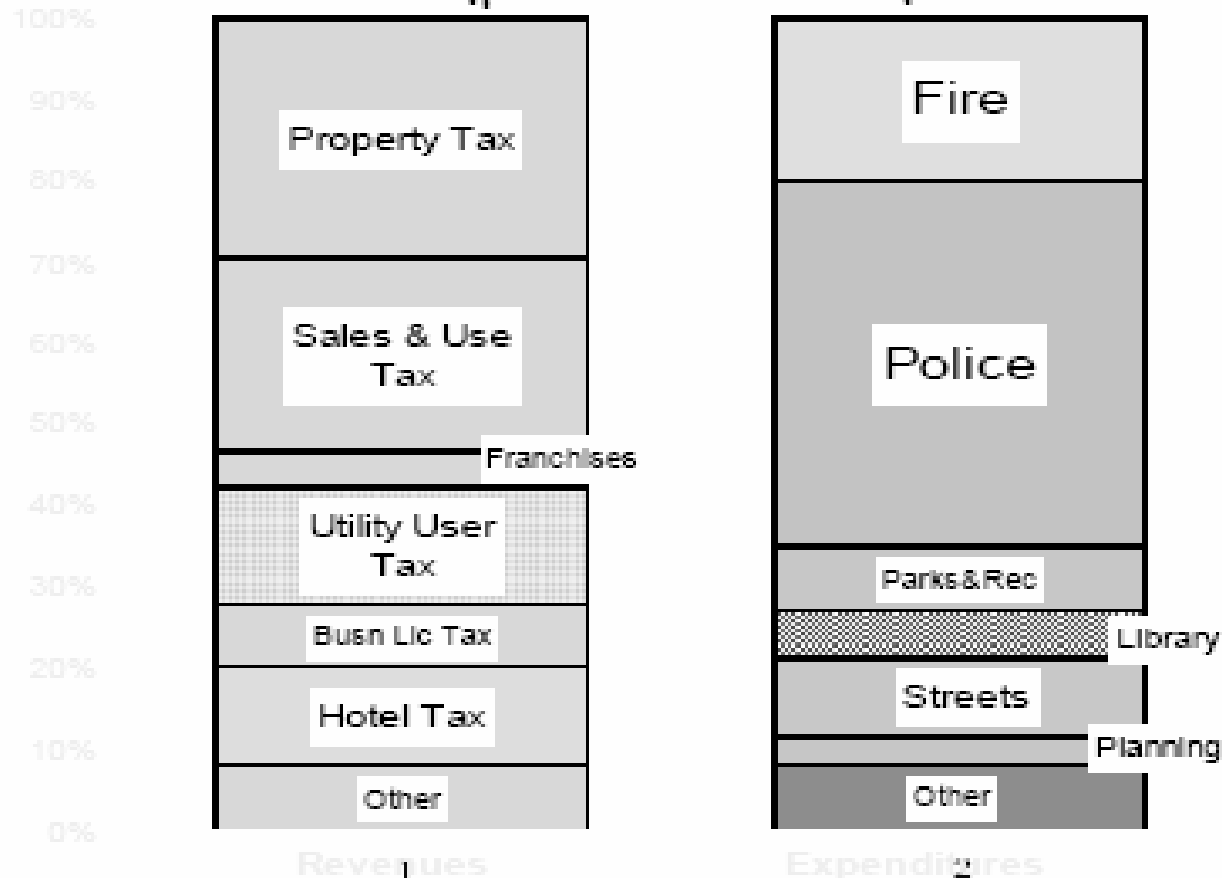 100%
90%
80%
70%
60%
50%
40%
30%
20%
10%
0%
Property Tax
Sales & Use
Tax
Franchises
Utility User
Tax
Busn Lic Tax
Hotel Tax
Other
Revenues
1
Fire
Police
Parks&Rec
Library
Streets
Planning
Other
Expenditures
2